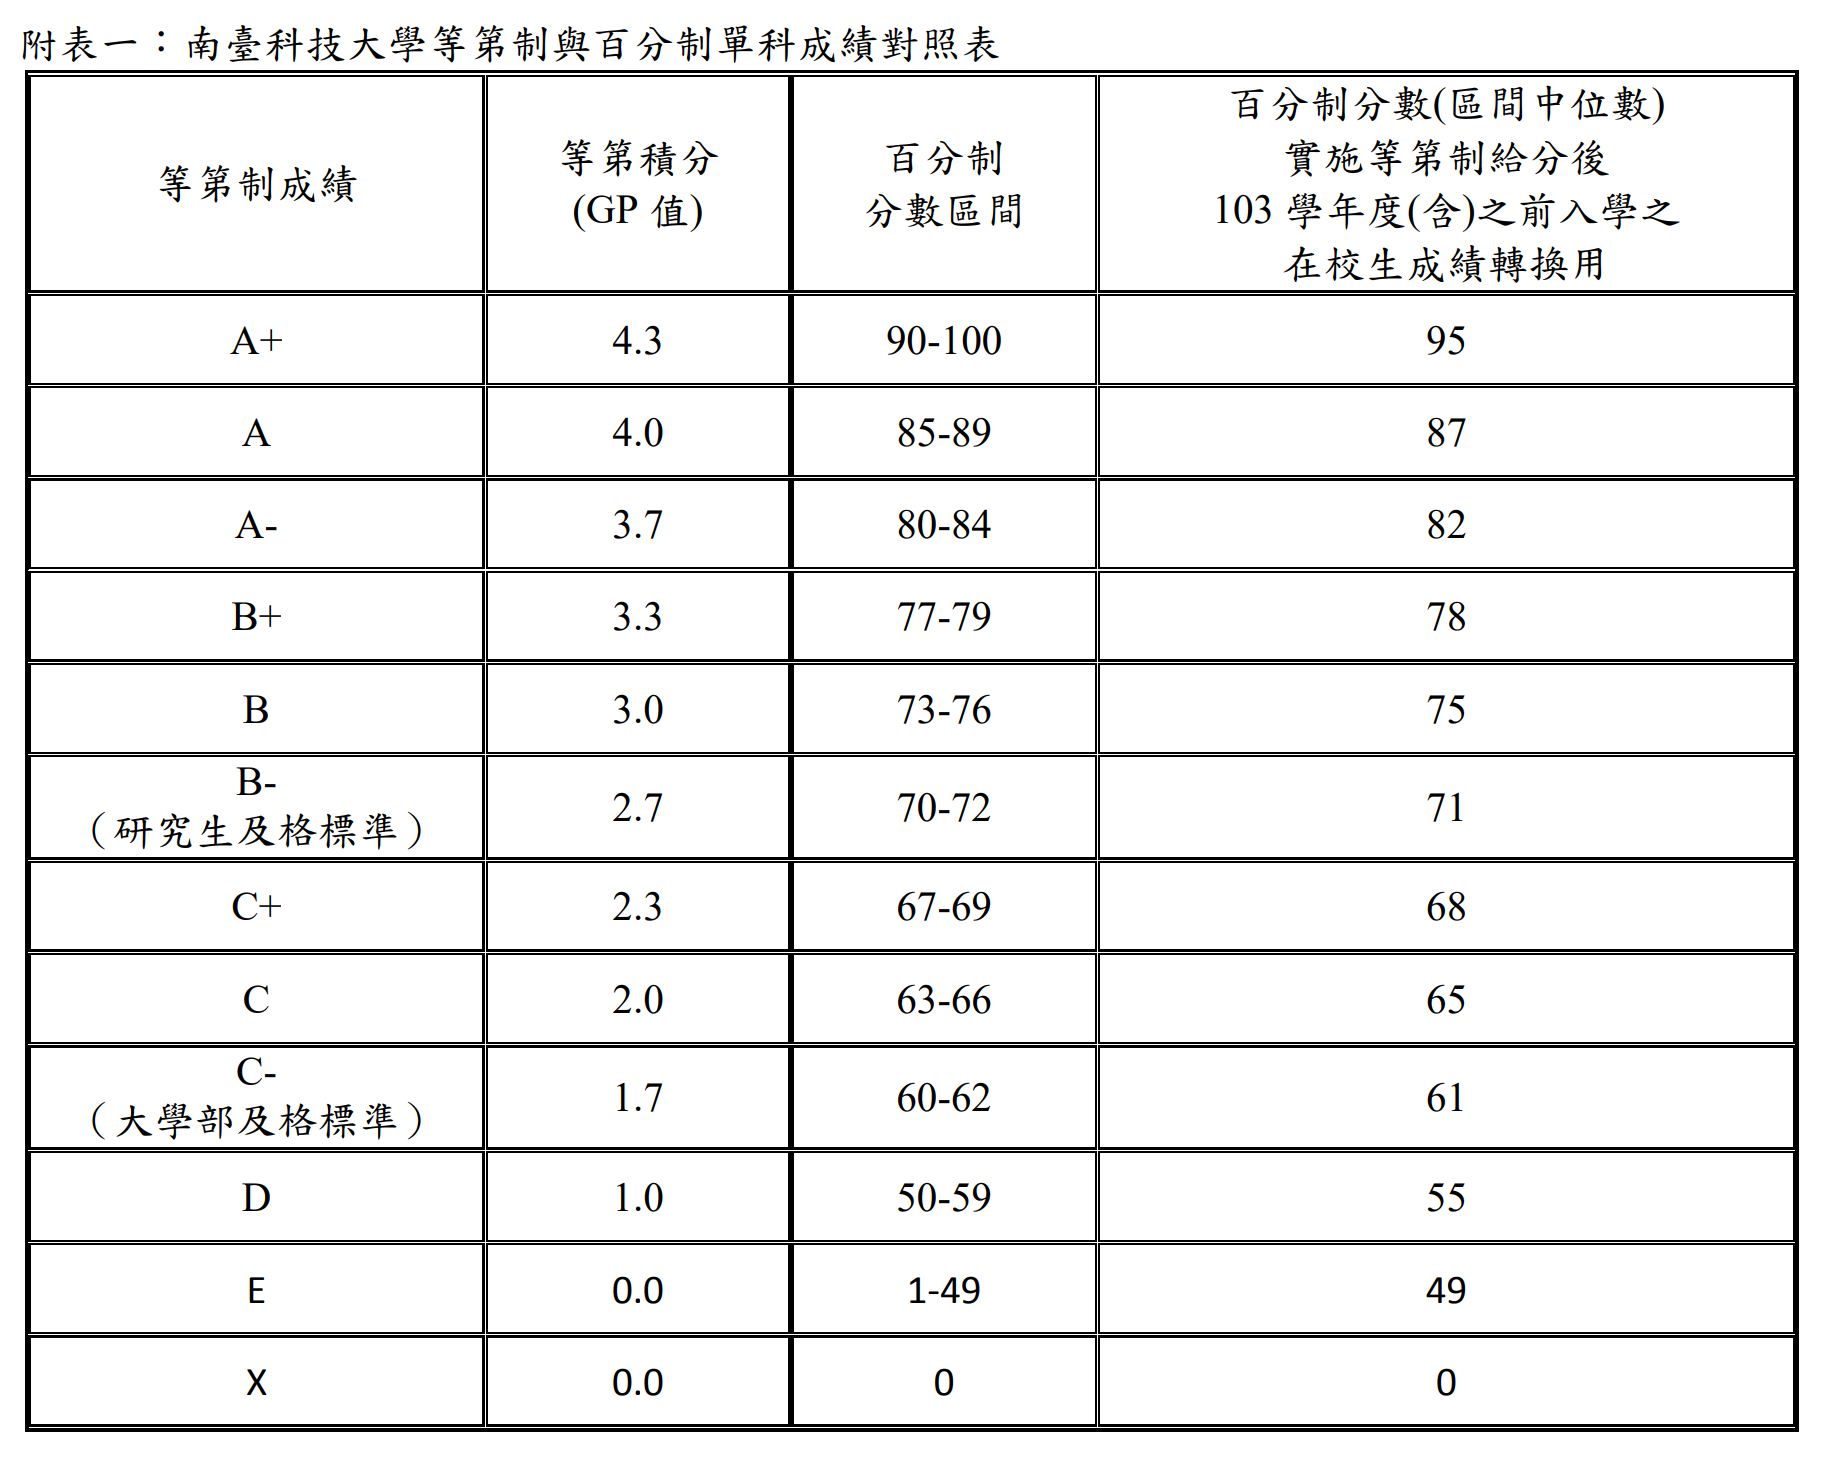 附表一：南臺科技大學等第制與百分制單科成績對照表
等第制成績
等第積分
(GP 值)
百分制
分數區間
百分制分數(區間中位數)
實施等第制給分後
103 學年度(含)之前入學之
在校生成績轉換用
A+ 4.3 90-100 95
A 4.0 85-89 87
A- 3.7 80-84 82
B+ 3.3 77-79 78
B 3.0 73-76 75
B-
（研究生及格標準）
2.7 70-72 71
C+ 2.3 67-69 68
C 2.0 63-66 65
C-
（大學部及格標準）
1.7 60-62 61
D 1.0 50-59 55
E 0.0 1-49 49
X 0.0 0 0